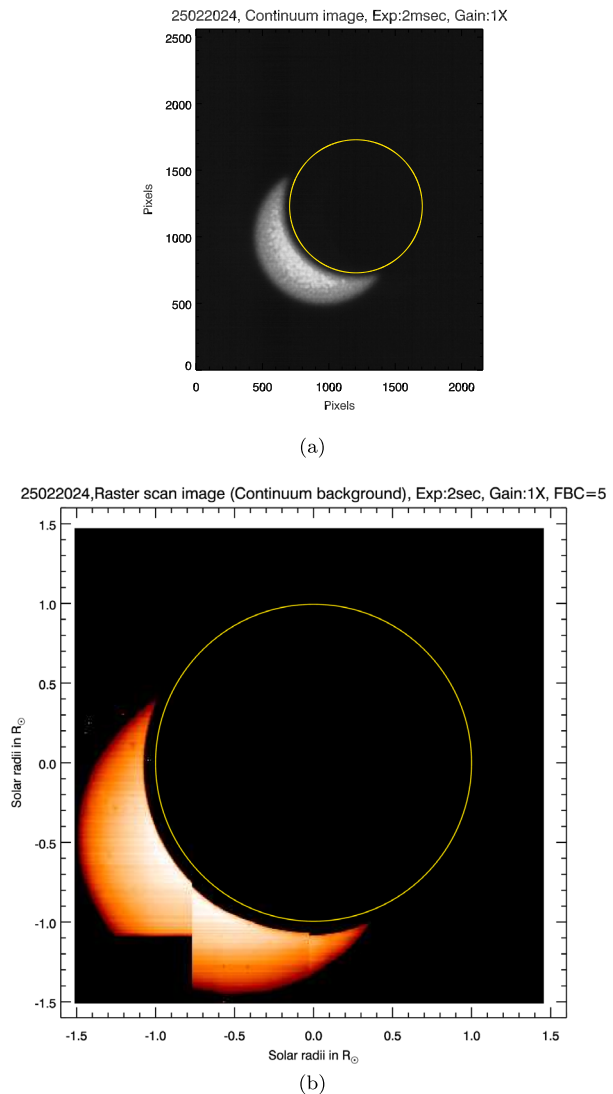 25022024, Continuum image, Exp:2msec, Gain:1X
2500
2000
1500
1000
500
0
Pixels
0 500 1000 1500 2000
Pixels
(a)
25022024,Raster scan image (Continuum background), Exp:2sec, Gain:1X, FBC=5
1.5
1.0
0.5
0.0
-0.5
-1.0
-1.5
Solar radii in R☉
-1.5 -1.0 -0.5 0.0 0.5 1.0 1.5
Solar radii in R☉
(b)